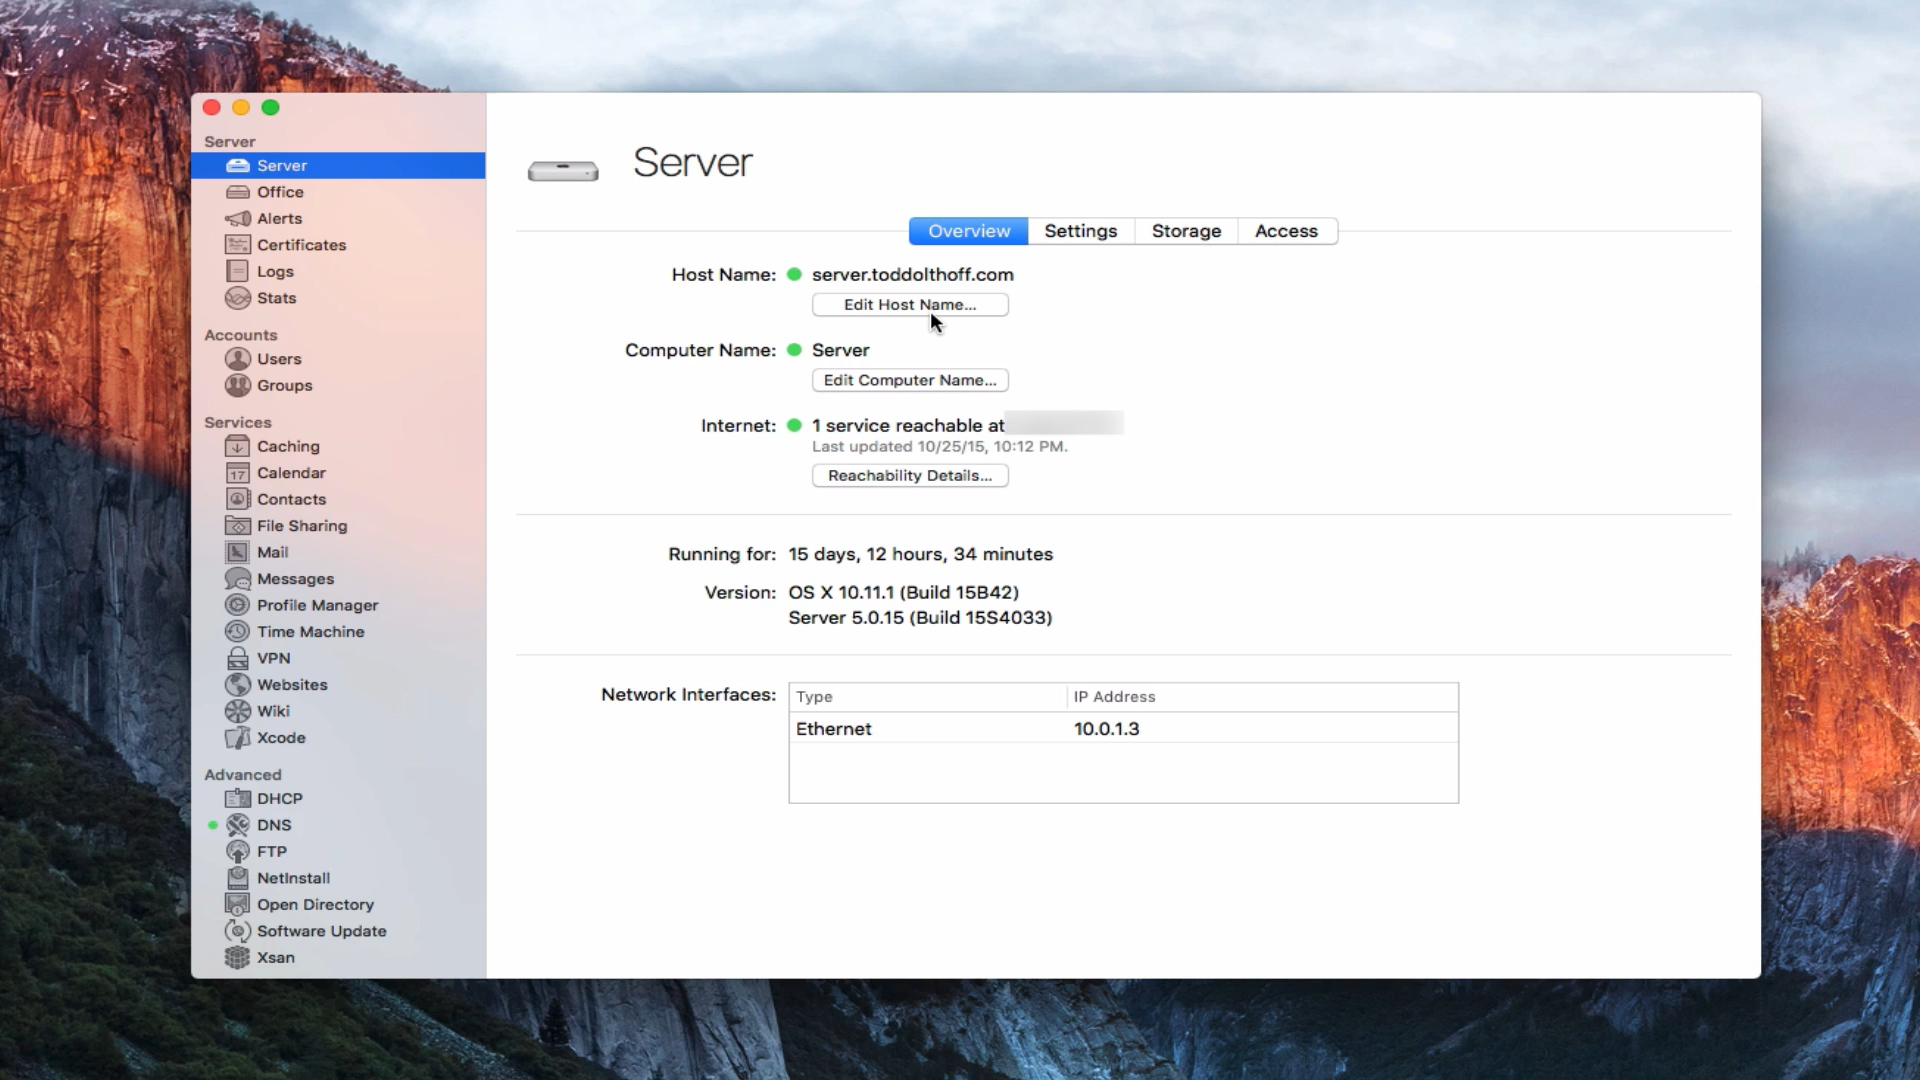 Server
Server
Office
Alerts
Certificates
Logs
Stats
Accounts
Users
Groups
Services
Caching
17 Calendar
Contacts
File Sharing
Mail
Messages
Profile Manager
Time Machine
VPN
Websites
Wiki
Xcode
Advanced
DHCP
DNS
FTP
NetInstall
Open Directory
Software Update
Xsan
Server
Overview Settings Storage Access
Host Name: server.toddolthoff.com
Edit Host Name...
Computer Name: Server
Edit Computer Name...
Internet: 1 service reachable at
Last updated 10/25/15, 10:12 PM.
Reachability Details...
Running for: 15 days, 12 hours, 34 minutes
Version: OS X 10.11.1 (Build 15B42)
Server 5.0.15 (Build 15S4033)
Network Interfaces: Type IP Address
Ethernet 10.0.1.3